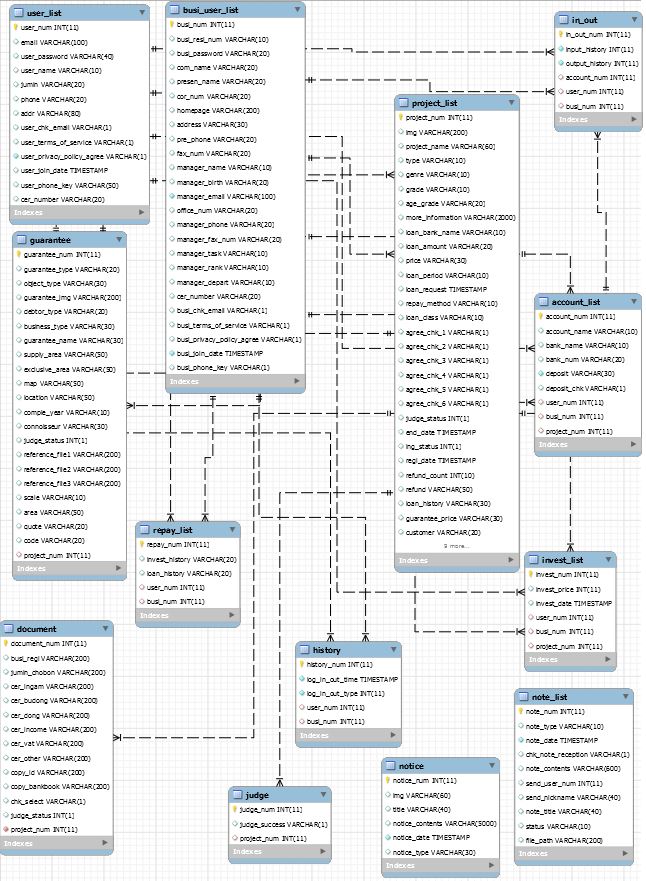 user_list
user_num INT(11)
email VARCHAR(100)
user_password VARCHAR(40)
user_name VARCHAR(10)
jumin VARCHAR(20)
phone VARCHAR(20)
addr VARCHAR(80)
user_chk_email VARCHAR(1)
user_terms_of_service VARCHAR(1)
user_privacy_policy_agree VARCHAR(1)
user_join_date TIMESTAMP
user_phone_key VARCHAR(50)
cer_number VARCHAR(20)
Indexes
busi_user_list
busi_num INT(11)
busi_resi_num VARCHAR(10)
busi_password VARCHAR(20)
com_name VARCHAR(20)
presen_name VARCHAR(20)
cor_num VARCHAR(20)
homepage VARCHAR(200)
address VARCHAR(30)
pre_phone VARCHAR(20)
fax_num VARCHAR(20)
manager_name VARCHAR(10)
manager_birth VARCHAR(20)
manager_email VARCHAR(100)
office_num VARCHAR(20)
manager_phone VARCHAR(20)
manager_fax_num VARCHAR(20)
manager_task VARCHAR(10)
manager_rank VARCHAR(10)
manager_depart VARCHAR(10)
cer_number VARCHAR(20)
busi_chk_email VARCHAR(1)
busi_terms_of_service VARCHAR(1)
busi_privacy_policy_agree VARCHAR(1)
busi_join_date TIMESTAMP
busi_phone_key VARCHAR(1)
Indexes
in_out
in_out_num INT(11)
input_history INT(11)
output_history INT(11)
account_num INT(11)
user_num INT(11)
busi_num INT(11)
Indexes
project_list
project_num INT(11)
img VARCHAR(200)
project_name VARCHAR(60)
type VARCHAR(10)
genre VARCHAR(10)
grade VARCHAR(10)
age_grade VARCHAR(20)
more_information VARCHAR(2000)
loan_bank_name VARCHAR(10)
loan_amount VARCHAR(20)
price VARCHAR(30)
loan_period VARCHAR(10)
loan_request TIMESTAMP
repay_method VARCHAR(10)
loan_class VARCHAR(10)
agree_chk_1 VARCHAR(1)
agree_chk_2 VARCHAR(1)
agree_chk_3 VARCHAR(1)
agree_chk_4 VARCHAR(1)
agree_chk_5 VARCHAR(1)
agree_chk_6 VARCHAR(1)
judge_status INT(1)
end_date TIMESTAMP
ing_status INT(1)
regi_date TIMESTAMP
refund_count INT(10)
refund VARCHAR(50)
loan_history VARCHAR(30)
guarantee_price VARCHAR(30)
customer VARCHAR(20)
9 more...
Indexes
guarantee
guarantee_num INT(11)
guarantee_type VARCHAR(20)
object_type VARCHAR(30)
guarantee_img VARCHAR(200)
debtor_type VARCHAR(20)
business_type VARCHAR(30)
guarantee_name VARCHAR(30)
supply_area VARCHAR(50)
exclusive_area VARCHAR(50)
map VARCHAR(50)
location VARCHAR(50)
comple_year VARCHAR(10)
connoiseur VARCHAR(30)
judge_status INT(1)
reference_file1 VARCHAR(200)
reference_file2 VARCHAR(200)
reference_file3 VARCHAR(200)
scale VARCHAR(10)
area VARCHAR(50)
quote VARCHAR(20)
code VARCHAR(20)
project_num INT(11)
Indexes
account_list
account_num INT(11)
account_name VARCHAR(10)
bank_name VARCHAR(10)
bank_num VARCHAR(20)
deposit VARCHAR(30)
deposit_chk VARCHAR(1)
user_num INT(11)
busi_num INT(11)
project_num INT(11)
Indexes
repay_list
repay_num INT(11)
invest_history VARCHAR(20)
loan_history VARCHAR(20)
user_num INT(11)
busi_num INT(11)
Indexes
invest_list
invest_num INT(11)
invest_price INT(11)
invest_date TIMESTAMP
user_num INT(11)
busi_num INT(11)
project_num INT(11)
Indexes
document
document_num INT(11)
busi_regi VARCHAR(200)
jumin_chobon VARCHAR(200)
cer_ingam VARCHAR(200)
cer_budong VARCHAR(200)
cer_dong VARCHAR(200)
cer_income VARCHAR(200)
cer_vat VARCHAR(200)
cer_other VARCHAR(200)
copy_id VARCHAR(200)
copy_bankbook VARCHAR(200)
chk_select VARCHAR(1)
judge_status INT(1)
project_num INT(11)
Indexes
history
history_num INT(11)
log_in_out_time TIMESTAMP
log_in_out_type INT(11)
user_num INT(11)
busi_num INT(11)
Indexes
note_list
note_num INT(11)
note_type VARCHAR(10)
note_date TIMESTAMP
chk_note_reception VARCHAR(1)
note_contents VARCHAR(600)
send_user_num INT(11)
send_nickname VARCHAR(40)
note_title VARCHAR(40)
status VARCHAR(10)
file_path VARCHAR(200)
Indexes
judge
judge_num INT(11)
judge_success VARCHAR(1)
project_num INT(11)
Indexes
notice
notice_num INT(11)
img VARCHAR(60)
title VARCHAR(40)
notice_contents VARCHAR(5000)
notice_date TIMESTAMP
notice_type VARCHAR(30)
Indexes